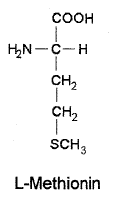 COOH
H₂N—C—H
CH₂
CH₂
SCH₃
L-Methionin